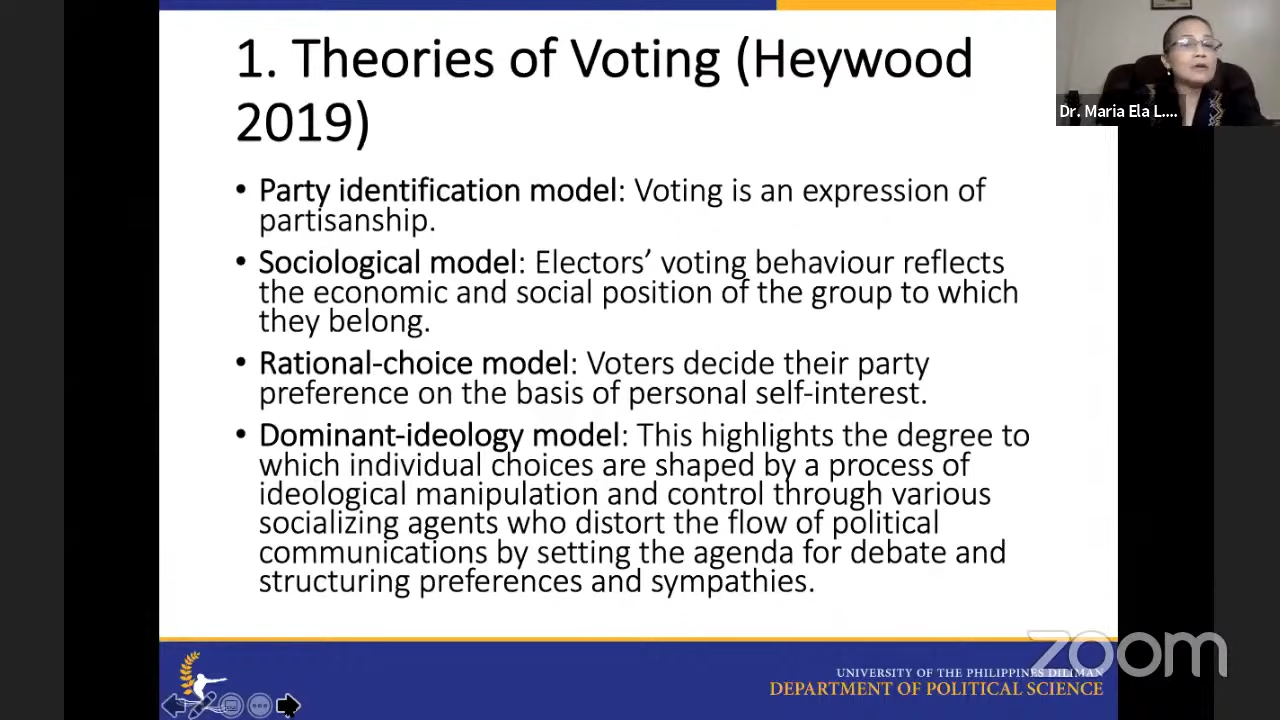 1. Theories of Voting (Heywood
2019)
• Party identification model: Voting is an expression of
partisanship.
• Sociological model: Electors’ voting behaviour reflects
the economic and social position of the group to which
they belong.
• Rational-choice model: Voters decide their party
preference on the basis of personal self-interest.
• Dominant-ideology model: This highlights the degree to
which individual choices are shaped by a process of
ideological manipulation and control through various
socializing agents who distort the flow of political
communications by setting the agenda for debate and
structuring preferences and sympathies.
Dr. Maria Ela L....
zoom
UNIVERSITY OF THE PHILIPPINES DILIMAN
DEPARTMENT OF POLITICAL SCIENCE